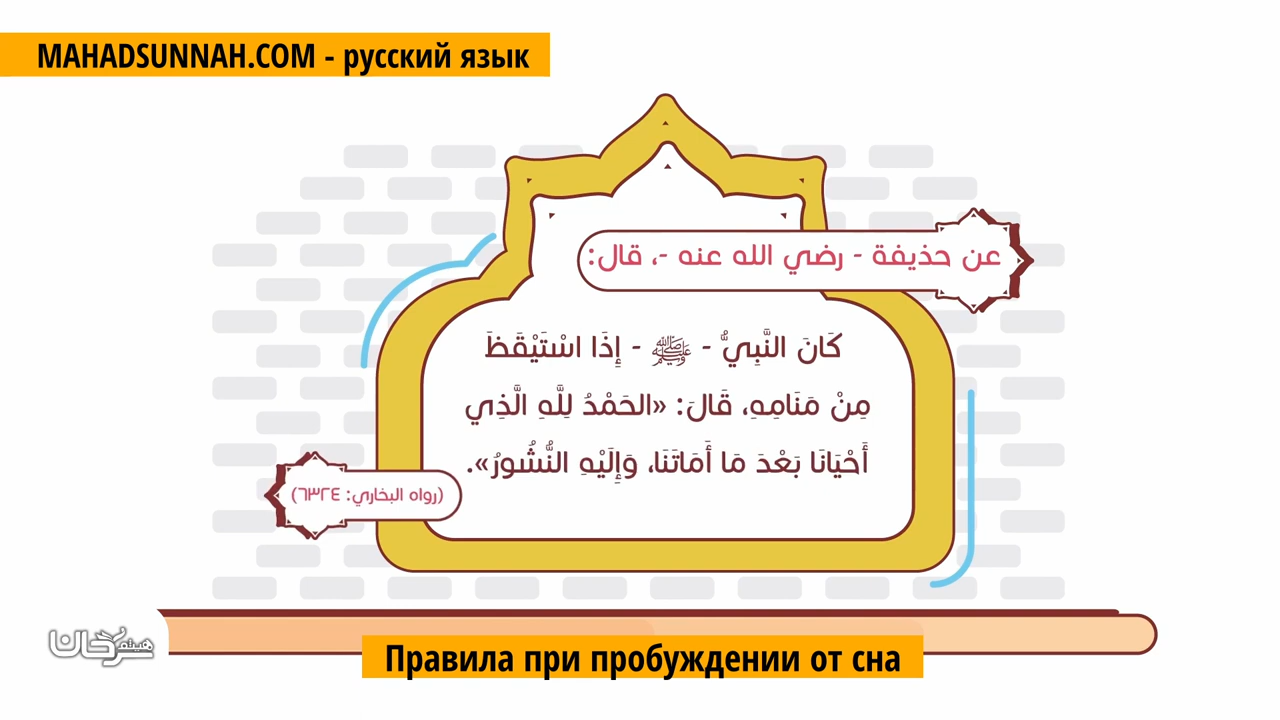 MAHADSUNNAH.COM - русский язык
عن حذيفة - رضي الله عنه -، قال:
كَانَ النَّبِيُّ - ﷺ - إِذَا اسْتَيْقَظَ
مِنْ مَنَامِهِ، قَالَ: «الحَمْدُ لِلَّهِ الَّذِي
أَحْيَانَا بَعْدَ مَا أَمَاتَنَا، وَإِلَيْهِ النُّشُورُ».
(رواه البخاري: ٦٣٢٤)
Правила при пробуждении от сна